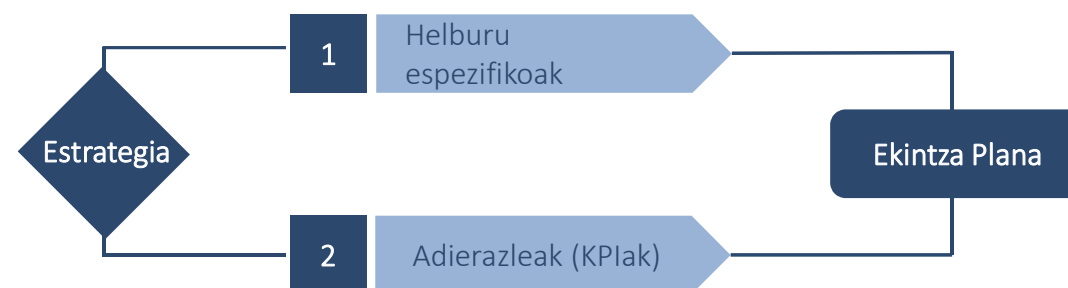 1
Helburu
espezifikoak
Estrategia
Ekintza Plana
2
Adierazleak (KPIak)